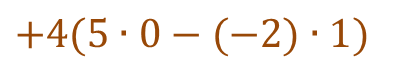 +4(5 · 0 − (−2) · 1)